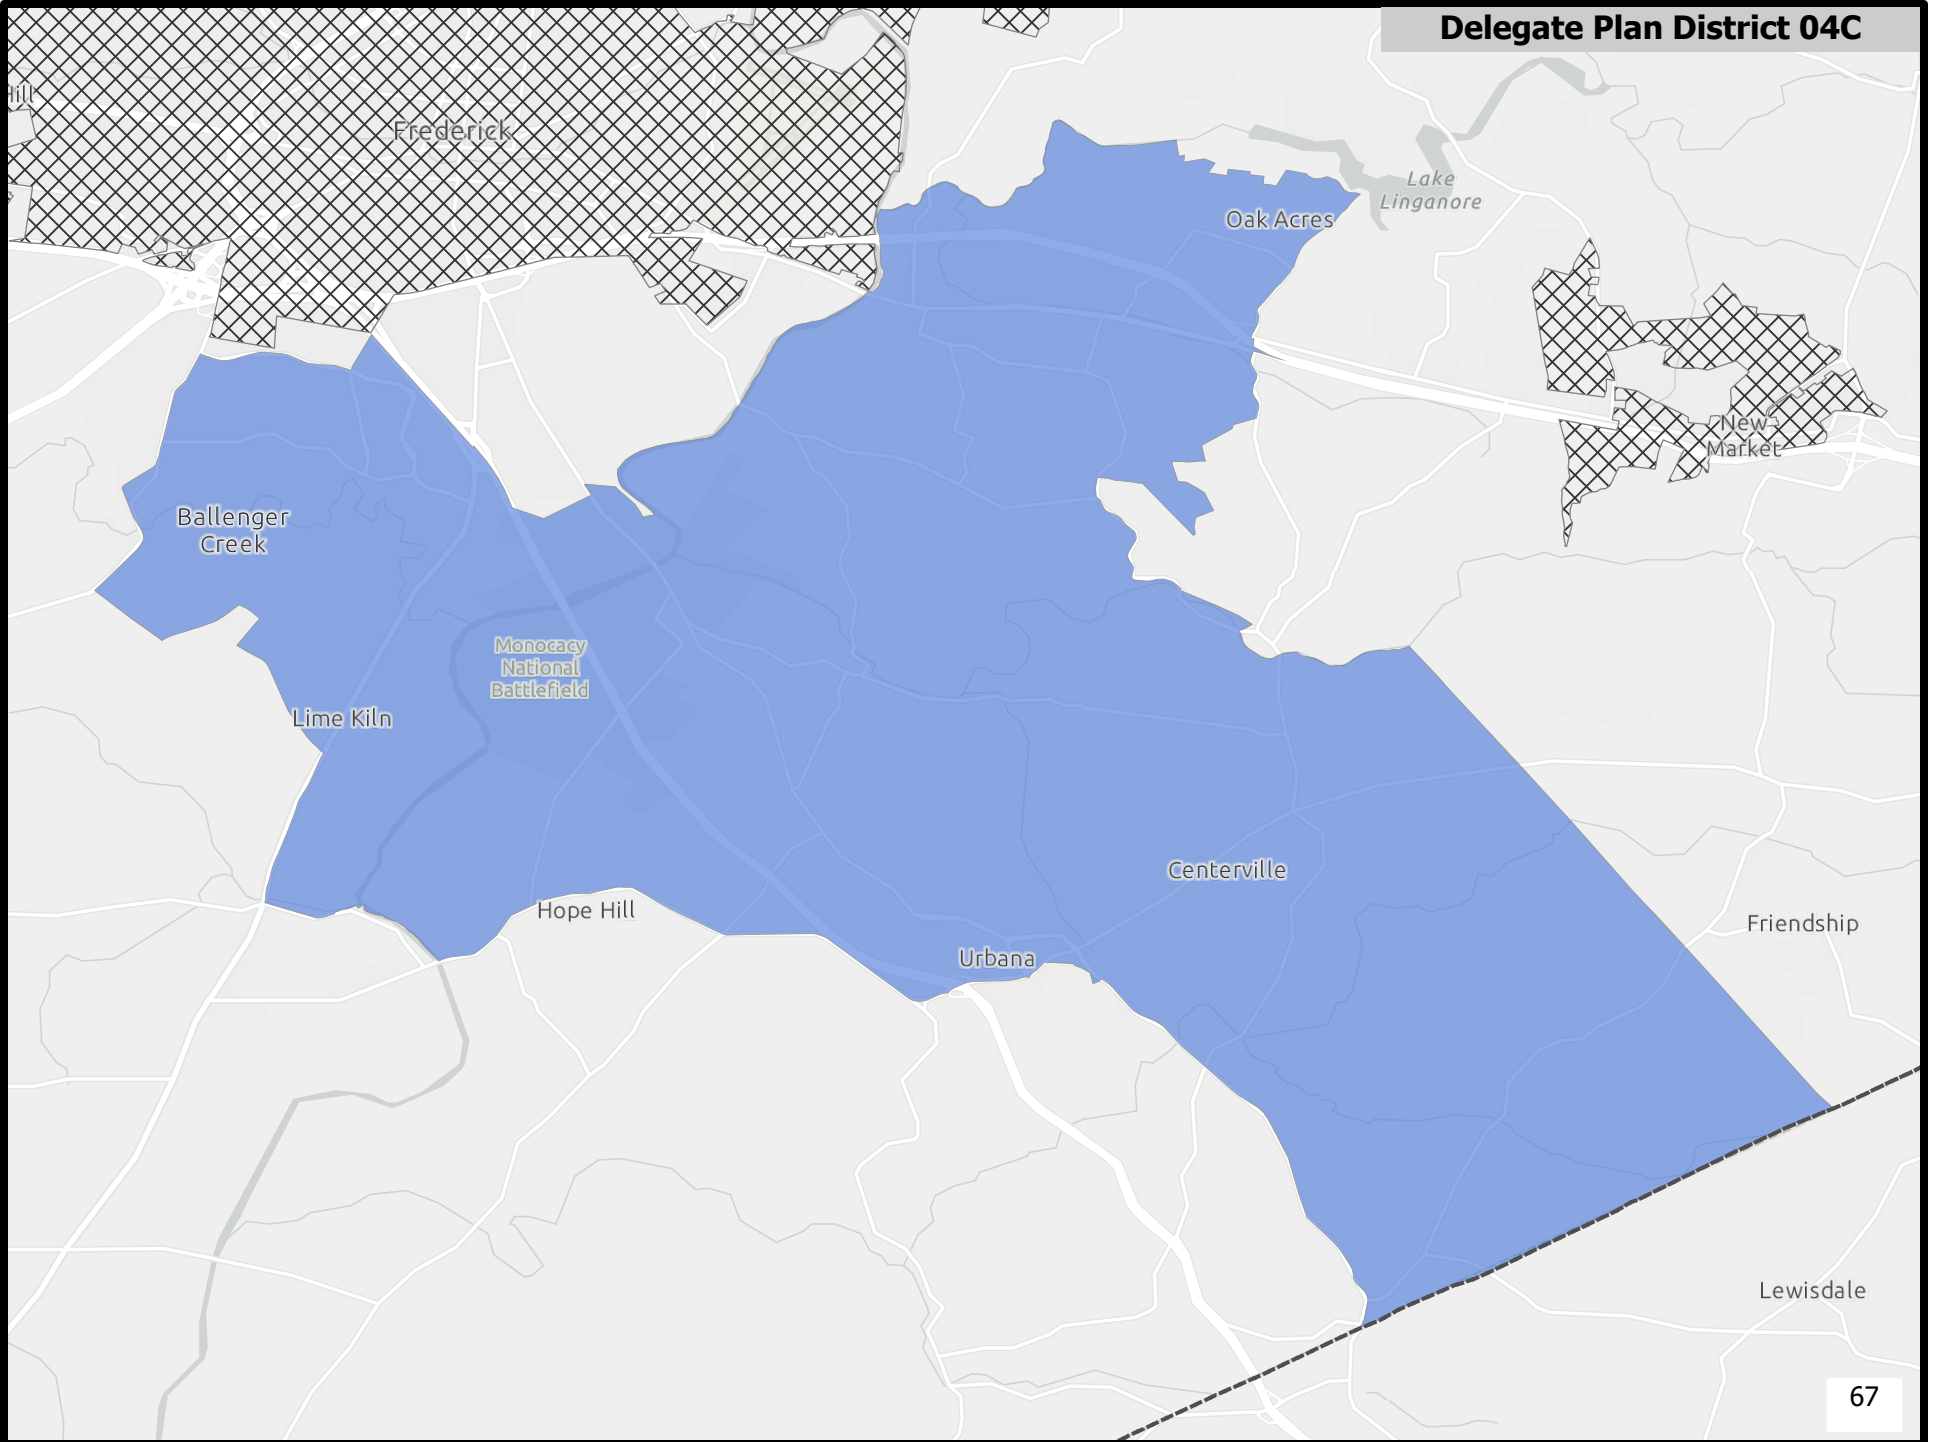 Delegate Plan District 04C
Hill
Frederick
Lake
Linganore
Oak Acres
New
Market
Ballenger
Creek
Monocacy
National
Battlefield
Lime Kiln
Centerville
Hope Hill
Friendship
Urbana
Lewisdale
67